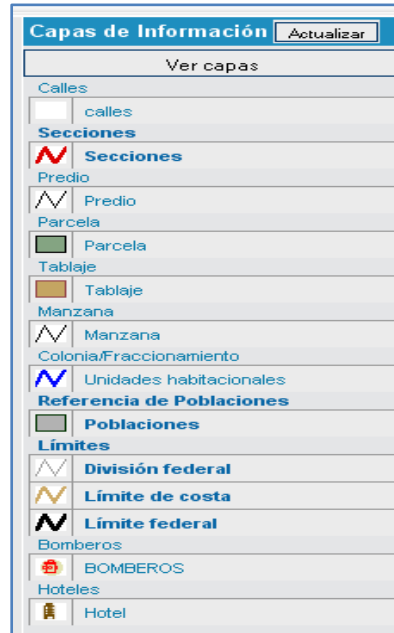 Capas de Información Actualizar
Ver capas
Calles
calles
Secciones
Secciones
Predio
Predio
Parcela
Parcela
Tablaje
Tablaje
Manzana
Manzana
Colonia/Fraccionamiento
Unidades habitacionales
Referencia de Poblaciones
Poblaciones
Límites
División federal
Límite de costa
Límite federal
Bomberos
BOMBEROS
Hoteles
Hotel